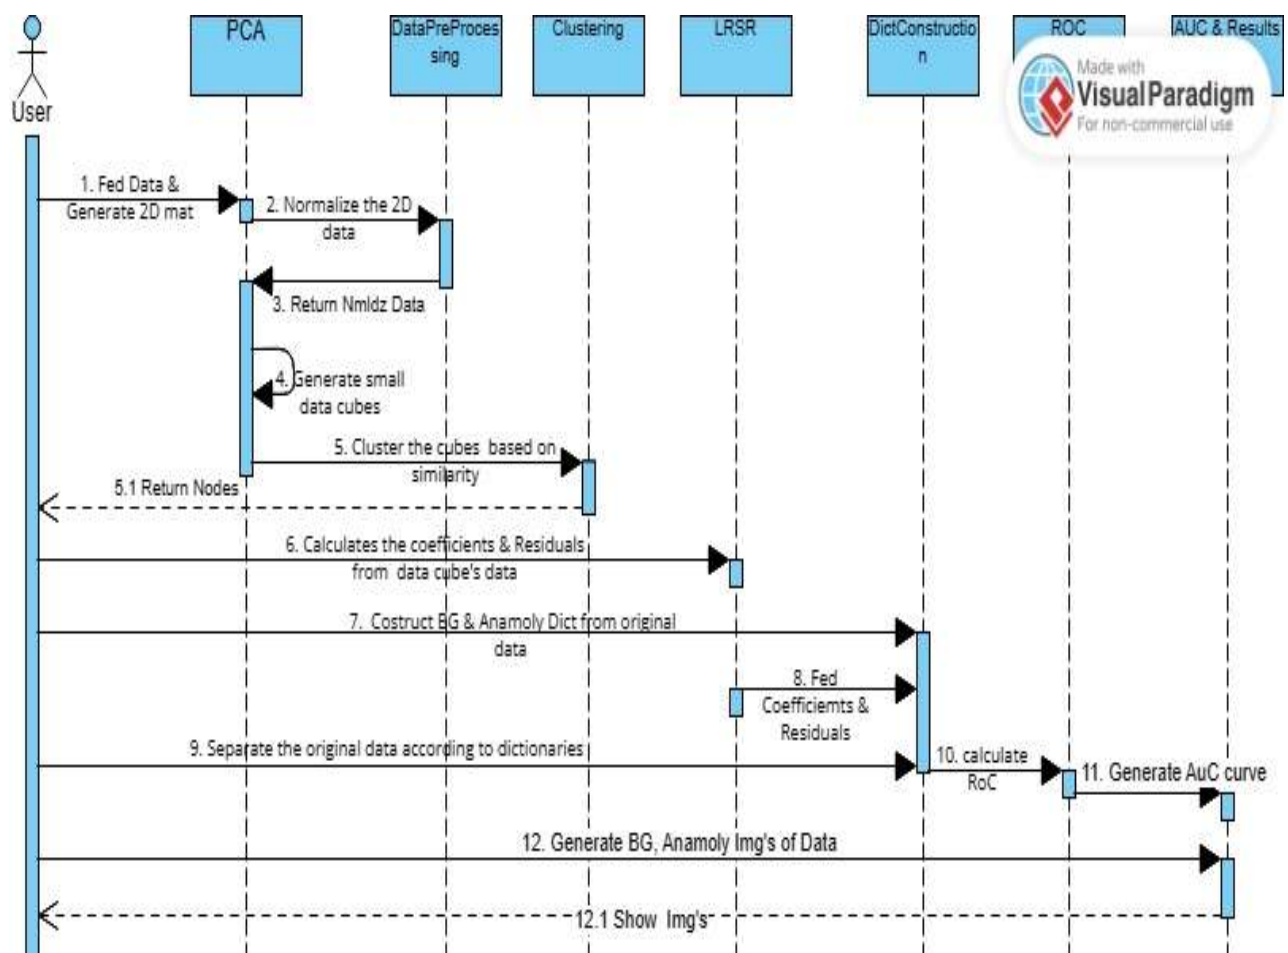 PCA
DataPreProces
sing
Clustering
LRSR
DictConstructio
n
ROC
AUC & Results
Made with
VisualParadigm
For non-commercial use
User
1. Fed Data &
Generate 2D mat
2. Normalize the 2D
data
3. Return Nmldz Data
4. Generate small
data cubes
5. Cluster the cubes based on
similarity
5.1 Return Nodes
6. Calculates the coefficients & Residuals
from data cube's data
7. Costruct BG & Anamoly Dict from original
data
8. Fed
Coefficiemts &
Residuals
9. Separate the original data according to dictionaries
10. calculate
RoC
11. Generate AuC curve
12. Generate BG, Anamoly Img's of Data
12.1 Show Img's